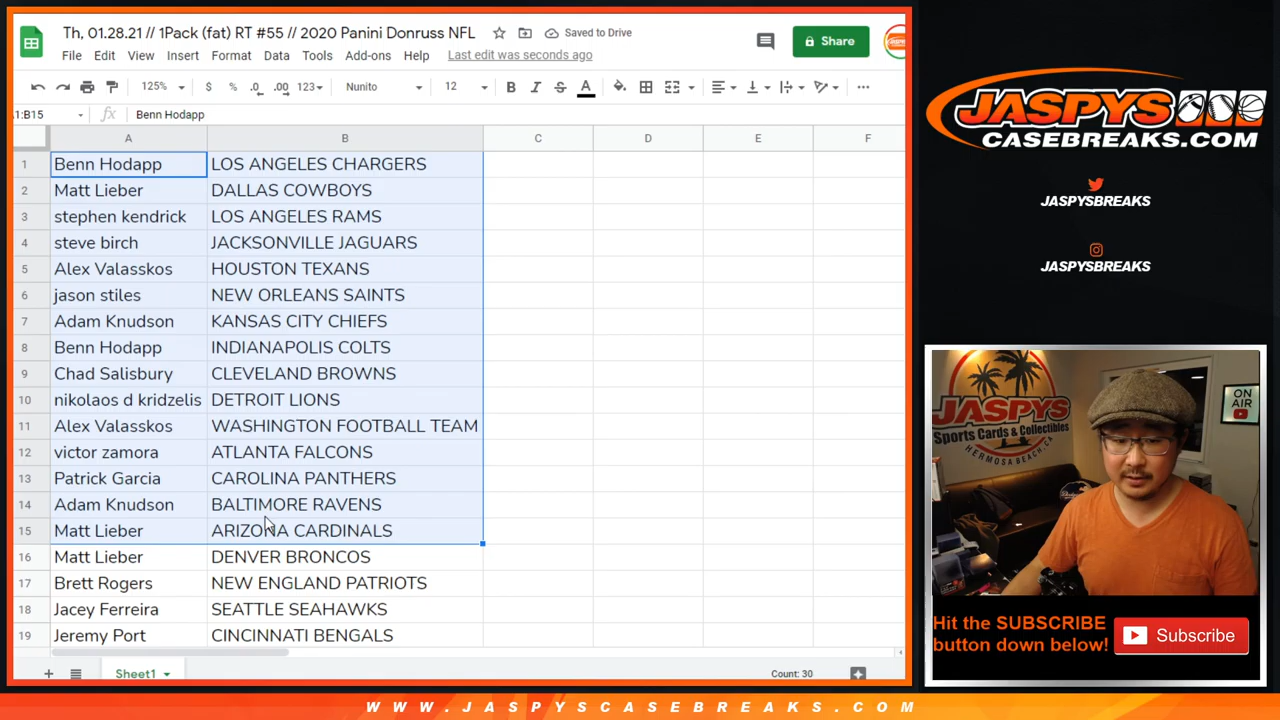 Th, 01.28.21 // 1Pack (fat) RT #55 // 2020 Panini Donruss NFL
Saved to Drive
File Edit View Insert Format Data Tools Add-ons Help Last edit was seconds ago
Share
125% $ % .0 .00 123 Nunito 12 B I S A
1:B15 fx Benn Hodapp
A B C D E F
1 Benn Hodapp LOS ANGELES CHARGERS
2 Matt Lieber DALLAS COWBOYS
3 stephen kendrick LOS ANGELES RAMS
4 steve birch JACKSONVILLE JAGUARS
5 Alex Valasskos HOUSTON TEXANS
6 jason stiles NEW ORLEANS SAINTS
7 Adam Knudson KANSAS CITY CHIEFS
8 Benn Hodapp INDIANAPOLIS COLTS
9 Chad Salisbury CLEVELAND BROWNS
10 nikolaos d kridzelis DETROIT LIONS
11 Alex Valasskos WASHINGTON FOOTBALL TEAM
12 victor zamora ATLANTA FALCONS
13 Patrick Garcia CAROLINA PANTHERS
14 Adam Knudson BALTIMORE RAVENS
15 Matt Lieber ARIZONA CARDINALS
16 Matt Lieber DENVER BRONCOS
17 Brett Rogers NEW ENGLAND PATRIOTS
18 Jacey Ferreira SEATTLE SEAHAWKS
19 Jeremy Port CINCINNATI BENGALS
Sheet1
Count: 30
JASPYS
CASEBREAKS.COM
JASPYSBREAKS
JASPYSBREAKS
JASPYS
Sports Cards & Collectibles
HERMOSA BEACH, CA
ON
AIR
Hit the SUBSCRIBE
button down below!
Subscribe
WWW.JASPYSCASEBREAKS.COM